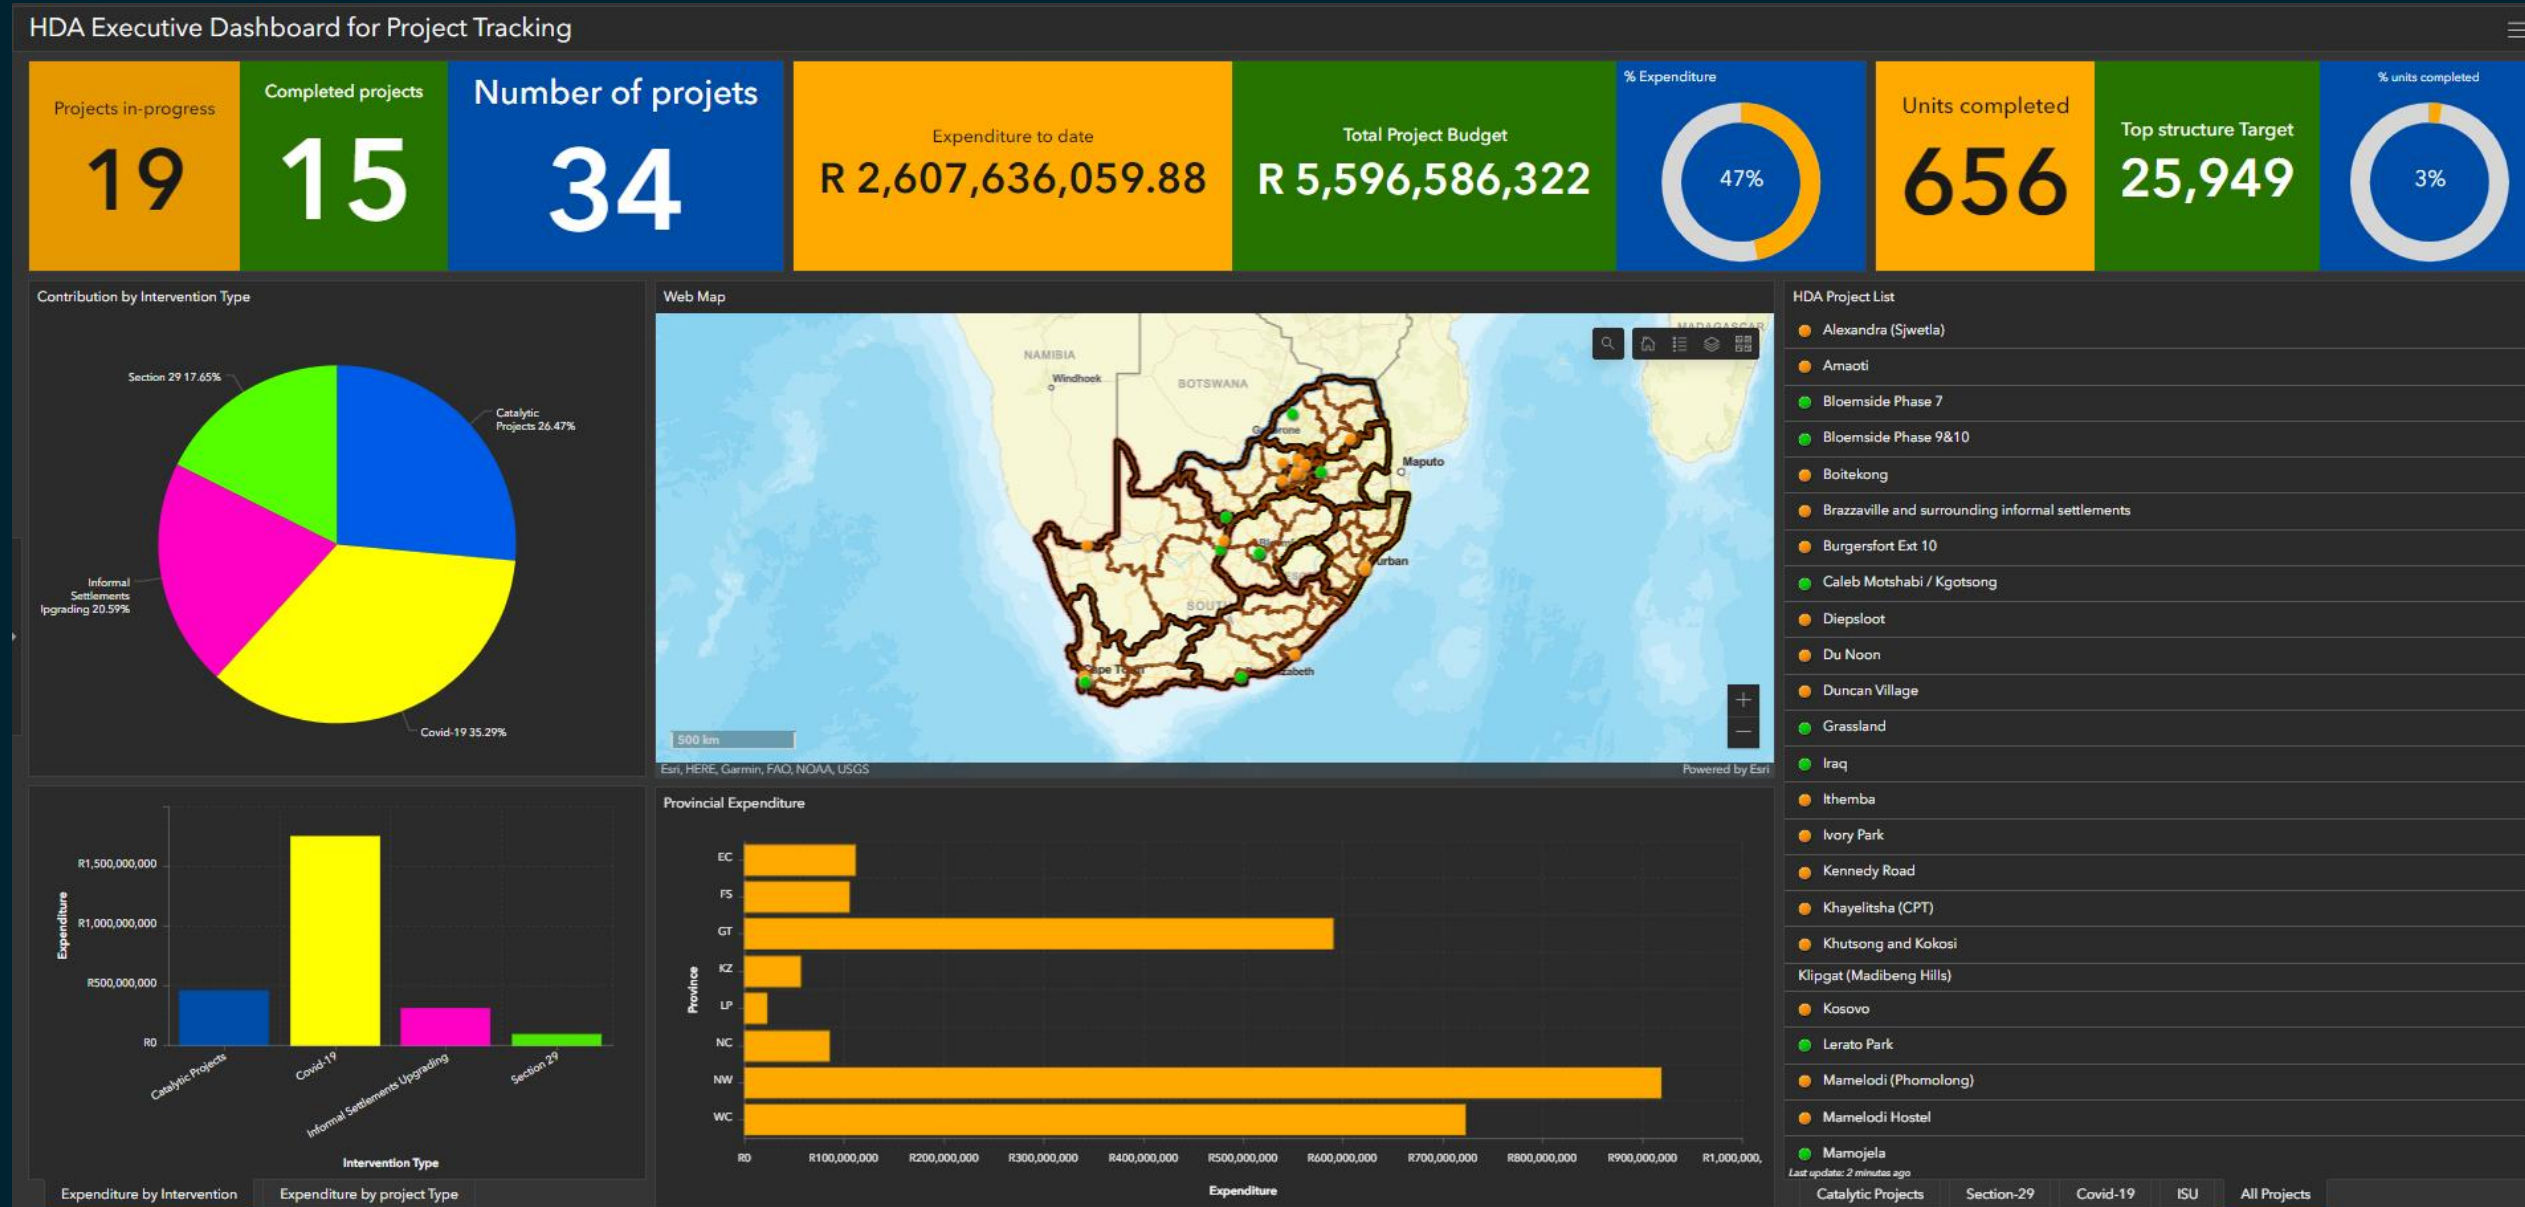 HDA Executive Dashboard for Project Tracking
Projects in-progress
19
Completed projects
15
Number of projets
34
Expenditure to date
R 2,607,636,059.88
Total Project Budget
R 5,596,586,322
% Expenditure
47%
Units completed
656
Top structure Target
25,949
% units completed
3%
Contribution by Intervention Type
Section 29 17.65%
Catalytic
Projects 26.47%
Informal
Settlements
Ipgrading 20.59%
Covid-19 35.29%
Web Map
NAMIBIA
Windhoek
BOTSWANA
MADAGASCAR
Maputo
urban
SOUT
zabeth
500 km
Esri, HERE, Garmin, FAO, NOAA, USGS
Powered by Esri
HDA Project List
Alexandra (Sjwetla)
Amaoti
Bloemside Phase 7
Bloemside Phase 9&10
Boitekong
Brazzaville and surrounding informal settlements
Burgersfort Ext 10
Caleb Motshabi / Kgotsong
Diepsloot
Du Noon
Duncan Village
Grassland
Iraq
Ithemba
Ivory Park
Kennedy Road
Khayelitsha (CPT)
Khutsong and Kokosi
Klipgat (Madibeng Hills)
Kosovo
Lerato Park
Mamelodi (Phomolong)
Mamelodi Hostel
Mamojela
Last update: 2 minutes ago
Catalytic Projects
Section-29
Covid-19
ISU
All Projects
Expenditure
R1,500,000,000
R1,000,000,000
R500,000,000
R0
Catalytic Projects
Covid-19
Informal Settlements Upgrading
Section 29
Intervention Type
Expenditure by Intervention
Expenditure by project Type
Provincial Expenditure
Province
EC
FS
GT
KZ
LP
NC
NW
WC
R0
R100,000,000
R200,000,000
R300,000,000
R400,000,000
R500,000,000
R600,000,000
R700,000,000
R800,000,000
R900,000,000
R1,000,000,
Expenditure